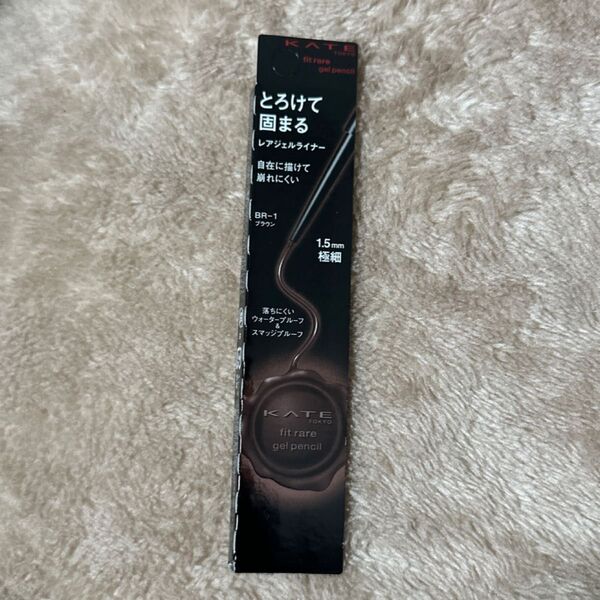 KATE
TOKYO
fit rare
gel pencil
とろけて
固まる
レアジェルライナー
自在に描けて
崩れにくい
BR-1
ブラウン
1.5mm
極細
落ちにくい
ウォータープルーフ
&
スマッジプルーフ
KATE
TOKYO
fit rare
gel pencil